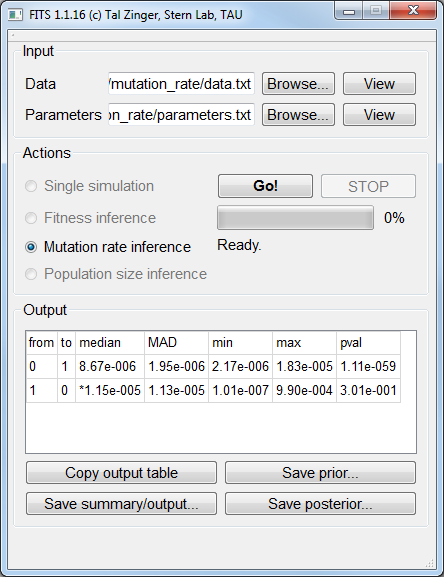 FITS 1.1.16 (c) Tal Zinger, Stern Lab, TAU
Input
Data /mutation_rate/data.txt Browse... View
Parameters on_rate/parameters.txt Browse... View
Actions
Single simulation Go! STOP
Fitness inference 0%
Mutation rate inference Ready.
Population size inference
Output
from to median MAD min max pval
0 1 8.67e-006 1.95e-006 2.17e-006 1.83e-005 1.11e-059
1 0 *1.15e-005 1.13e-005 1.01e-007 9.90e-004 3.01e-001
Copy output table Save prior...
Save summary/output... Save posterior...